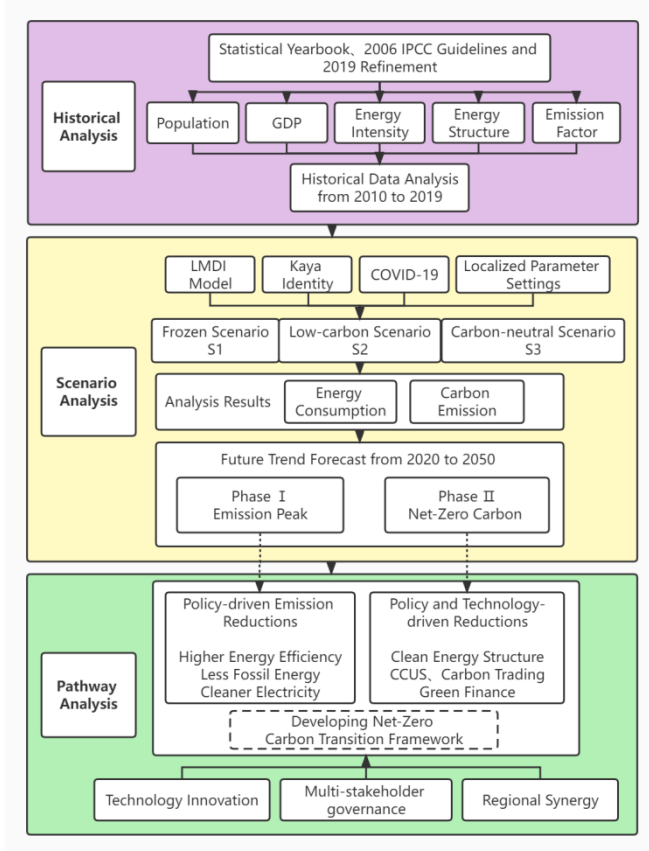 Statistical Yearbook、2006 IPCC Guidelines and
2019 Refinement
Historical
Analysis
Population
GDP
Energy
Intensity
Energy
Structure
Emission
Factor
Historical Data Analysis
from 2010 to 2019
LMDI
Model
Kaya
Identity
COVID-19
Localized Parameter
Settings
Frozen Scenario
S1
Low-carbon Scenario
S2
Carbon-neutral Scenario
S3
Scenario
Analysis
Analysis Results
Energy
Consumption
Carbon
Emission
Future Trend Forecast from 2020 to 2050
Phase Ⅰ
Emission Peak
Phase Ⅱ
Net-Zero Carbon
Policy-driven Emission
Reductions
Higher Energy Efficiency
Less Fossil Energy
Cleaner Electricity
Policy and Technology-
driven Reductions
Clean Energy Structure
CCUS、Carbon Trading
Green Finance
Pathway
Analysis
Developing Net-Zero
Carbon Transition Framework
Technology Innovation
Multi-stakeholder
governance
Regional Synergy